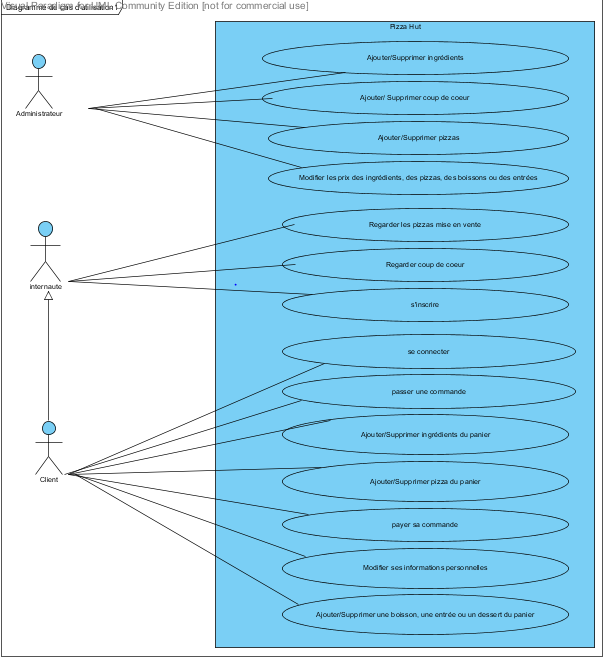 Visual Paradigm for UML Community Edition [not for commercial use]
Diagramme de cas d'utilisation1
Pizza Hut
Ajouter/Supprimer ingrédients
Administrateur
Ajouter/ Supprimer coup de coeur
Ajouter/Supprimer pizzas
Modifier les prix des ingrédients, des pizzas, des boissons ou des entrées
Regarder les pizzas mise en vente
Regarder coup de coeur
internaute
s'inscrire
se connecter
passer une commande
Ajouter/Supprimer ingrédients du panier
Client
Ajouter/Supprimer pizza du panier
payer sa commande
Modifier ses informations personnelles
Ajouter/Supprimer une boisson, une entrée ou un dessert du panier